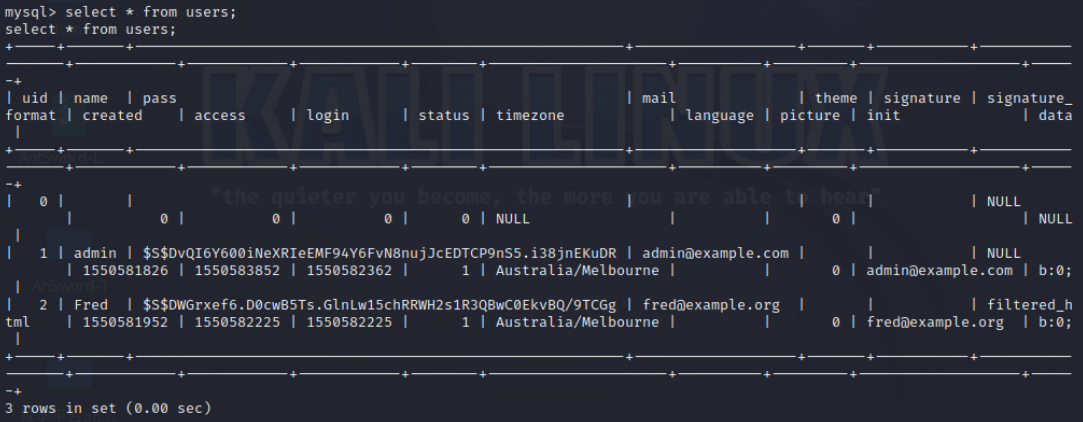 mysql> select * from users;
select * from users;
+-----+-------+---------------------------------------------------------+-------------------+-------+-----------+-----------
-------+------------+------------+------------+--------+---------------------+----------+---------+-------------------+------
-+
| uid | name | pass | mail | theme | signature | signature_
format | created | access | login | status | timezone | language | picture | init | data
|
+-----+-------+---------------------------------------------------------+-------------------+-------+-----------+-----------
-------+------------+------------+------------+--------+---------------------+----------+---------+-------------------+------
-+
| 0 | | | | | | NULL
| 0 | 0 | 0 | 0 | NULL | | 0 | | NULL
|
| 1 | admin | $S$DvQI6Y600iNeXRIeEMF94Y6FvN8nujJcEDTCP9nS5.i38jnEKuDR | admin@example.com | | | NULL
| 1550581826 | 1550583852 | 1550582362 | 1 | Australia/Melbourne | | 0 | admin@example.com | b:0;
|
| 2 | Fred | $S$DWGrxef6.D0cwB5Ts.GlnLw15chRRWH2s1R3QBwC0EkvBQ/9TCGg | fred@example.org | | | filtered_h
tml | 1550581952 | 1550582225 | 1550582225 | 1 | Australia/Melbourne | | 0 | fred@example.org | b:0;
|
+-----+-------+---------------------------------------------------------+-------------------+-------+-----------+-----------
-------+------------+------------+------------+--------+---------------------+----------+---------+-------------------+------
-+
3 rows in set (0.00 sec)
KALI LINUX
"the quieter you become, the more you are able to hear"
AntSword-1
AnSword-1